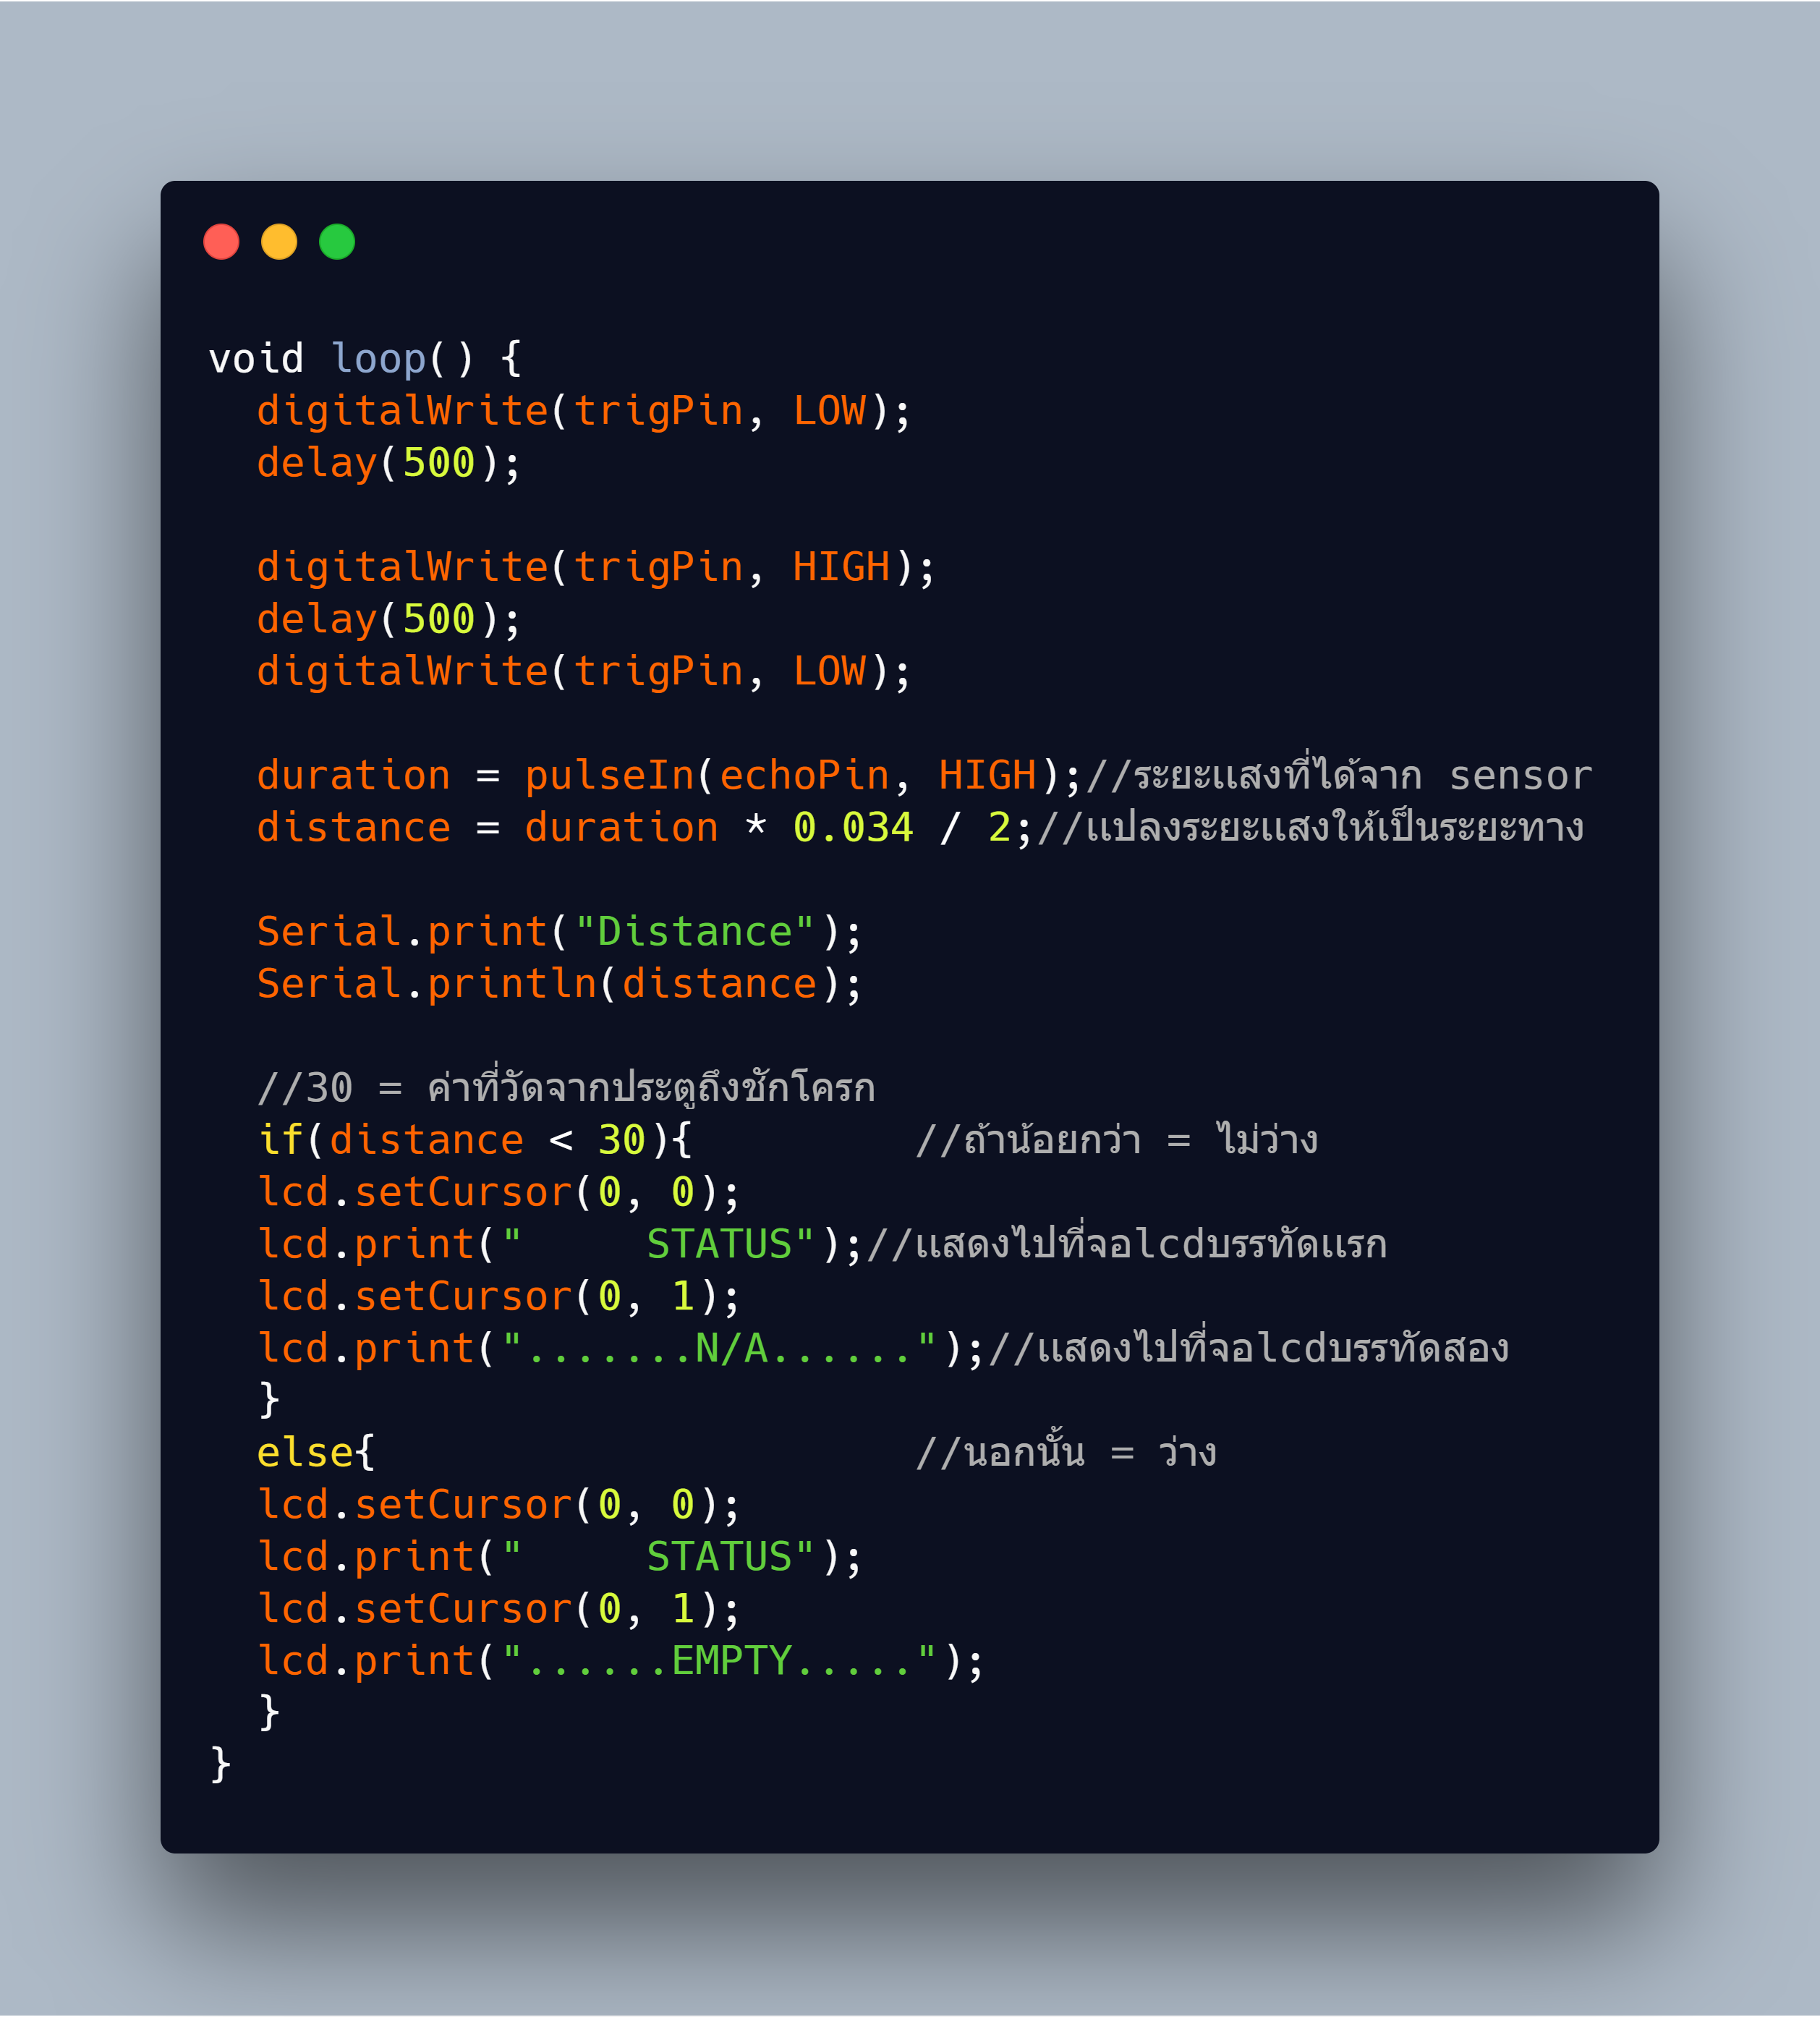 void loop() {
  digitalWrite(trigPin, LOW);
  delay(500);

  digitalWrite(trigPin, HIGH);
  delay(500);
  digitalWrite(trigPin, LOW);

  duration = pulseIn(echoPin, HIGH);//ระยะแสงที่ได้จาก sensor
  distance = duration * 0.034 / 2;//แปลงระยะแสงให้เป็นระยะทาง

  Serial.print("Distance");
  Serial.println(distance);

  //30 = ค่าที่วัดจากประตูถึงชักโครก
  if(distance < 30){         //ถ้าน้อยกว่า = ไม่ว่าง
  lcd.setCursor(0, 0);
  lcd.print("     STATUS");//แสดงไปที่จอlcdบรรทัดแรก
  lcd.setCursor(0, 1);
  lcd.print(".......N/A......");//แสดงไปที่จอlcdบรรทัดสอง
  }
  else{                      //นอกนั้น = ว่าง
  lcd.setCursor(0, 0);
  lcd.print("     STATUS");
  lcd.setCursor(0, 1);
  lcd.print("......EMPTY.....");
  }
}